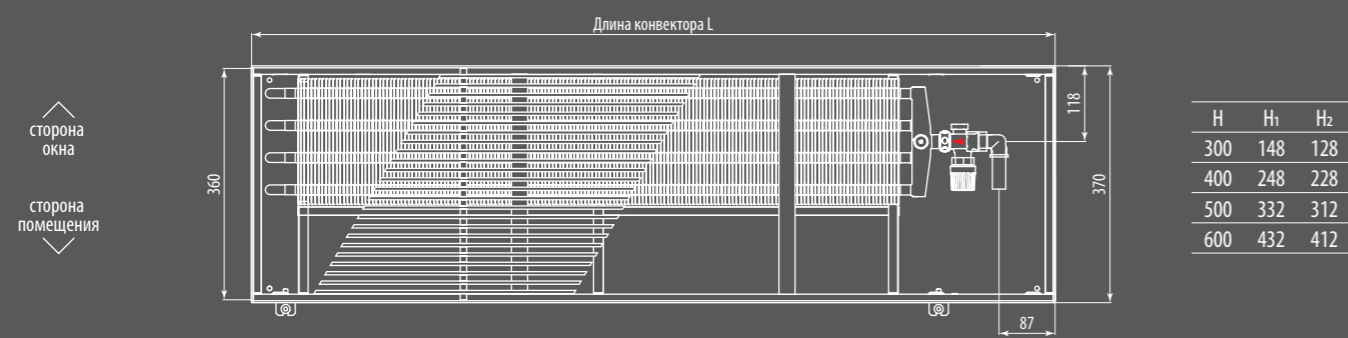 Длина конвектора L
сторона
окна
сторона
помещения
360
118
370
87
H H₁ H₂
300 148 128
400 248 228
500 332 312
600 432 412